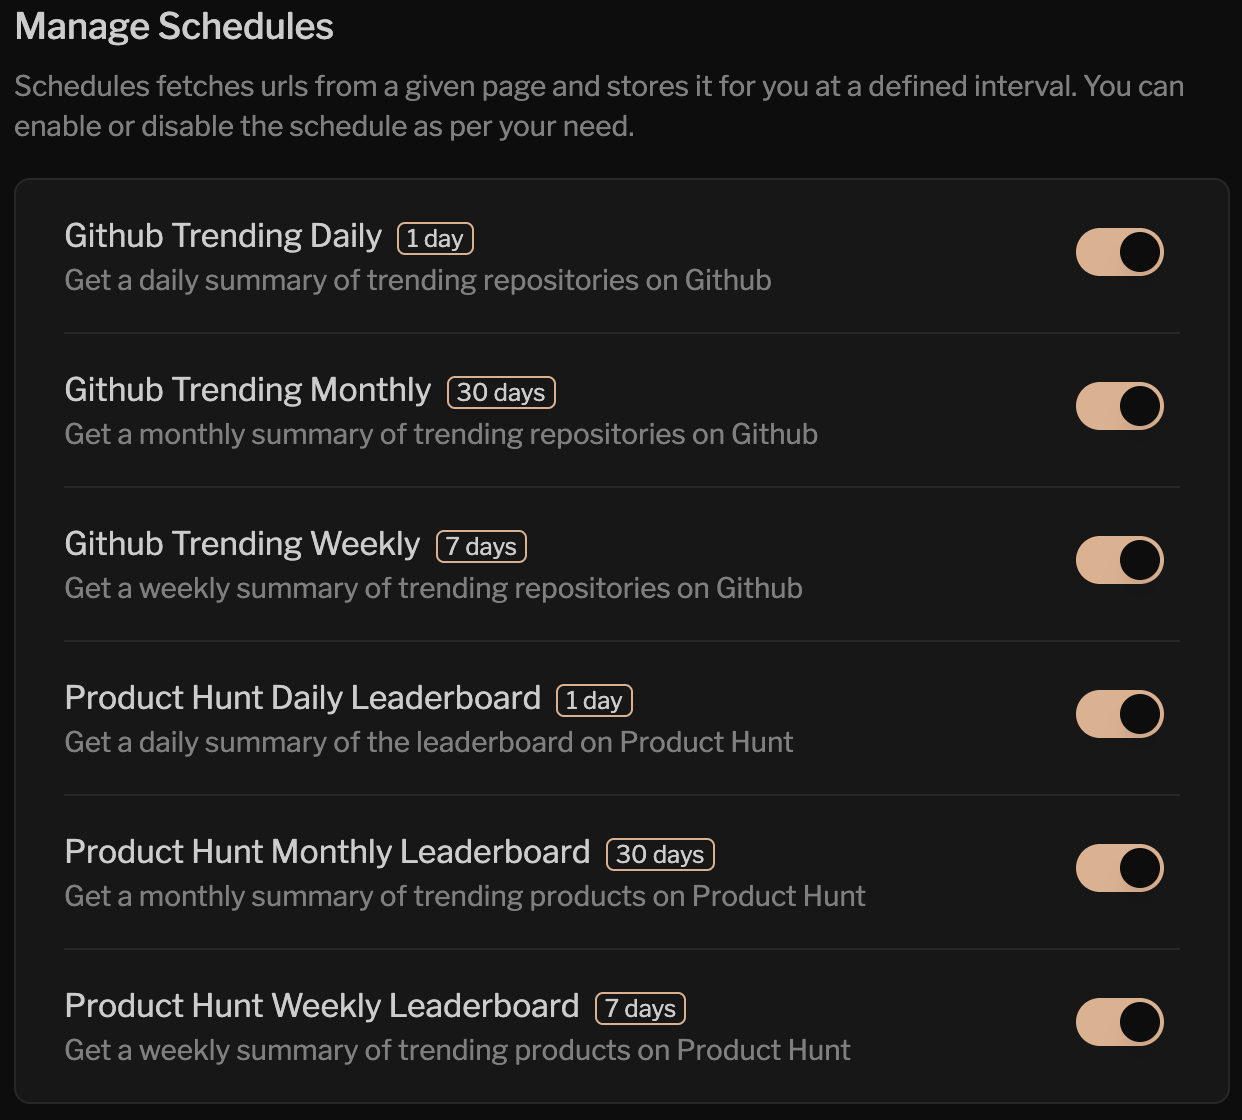 Manage Schedules
Schedules fetches urls from a given page and stores it for you at a defined interval. You can
enable or disable the schedule as per your need.
Github Trending Daily 1 day
Get a daily summary of trending repositories on Github
Github Trending Monthly 30 days
Get a monthly summary of trending repositories on Github
Github Trending Weekly 7 days
Get a weekly summary of trending repositories on Github
Product Hunt Daily Leaderboard 1 day
Get a daily summary of the leaderboard on Product Hunt
Product Hunt Monthly Leaderboard 30 days
Get a monthly summary of trending products on Product Hunt
Product Hunt Weekly Leaderboard 7 days
Get a weekly summary of trending products on Product Hunt